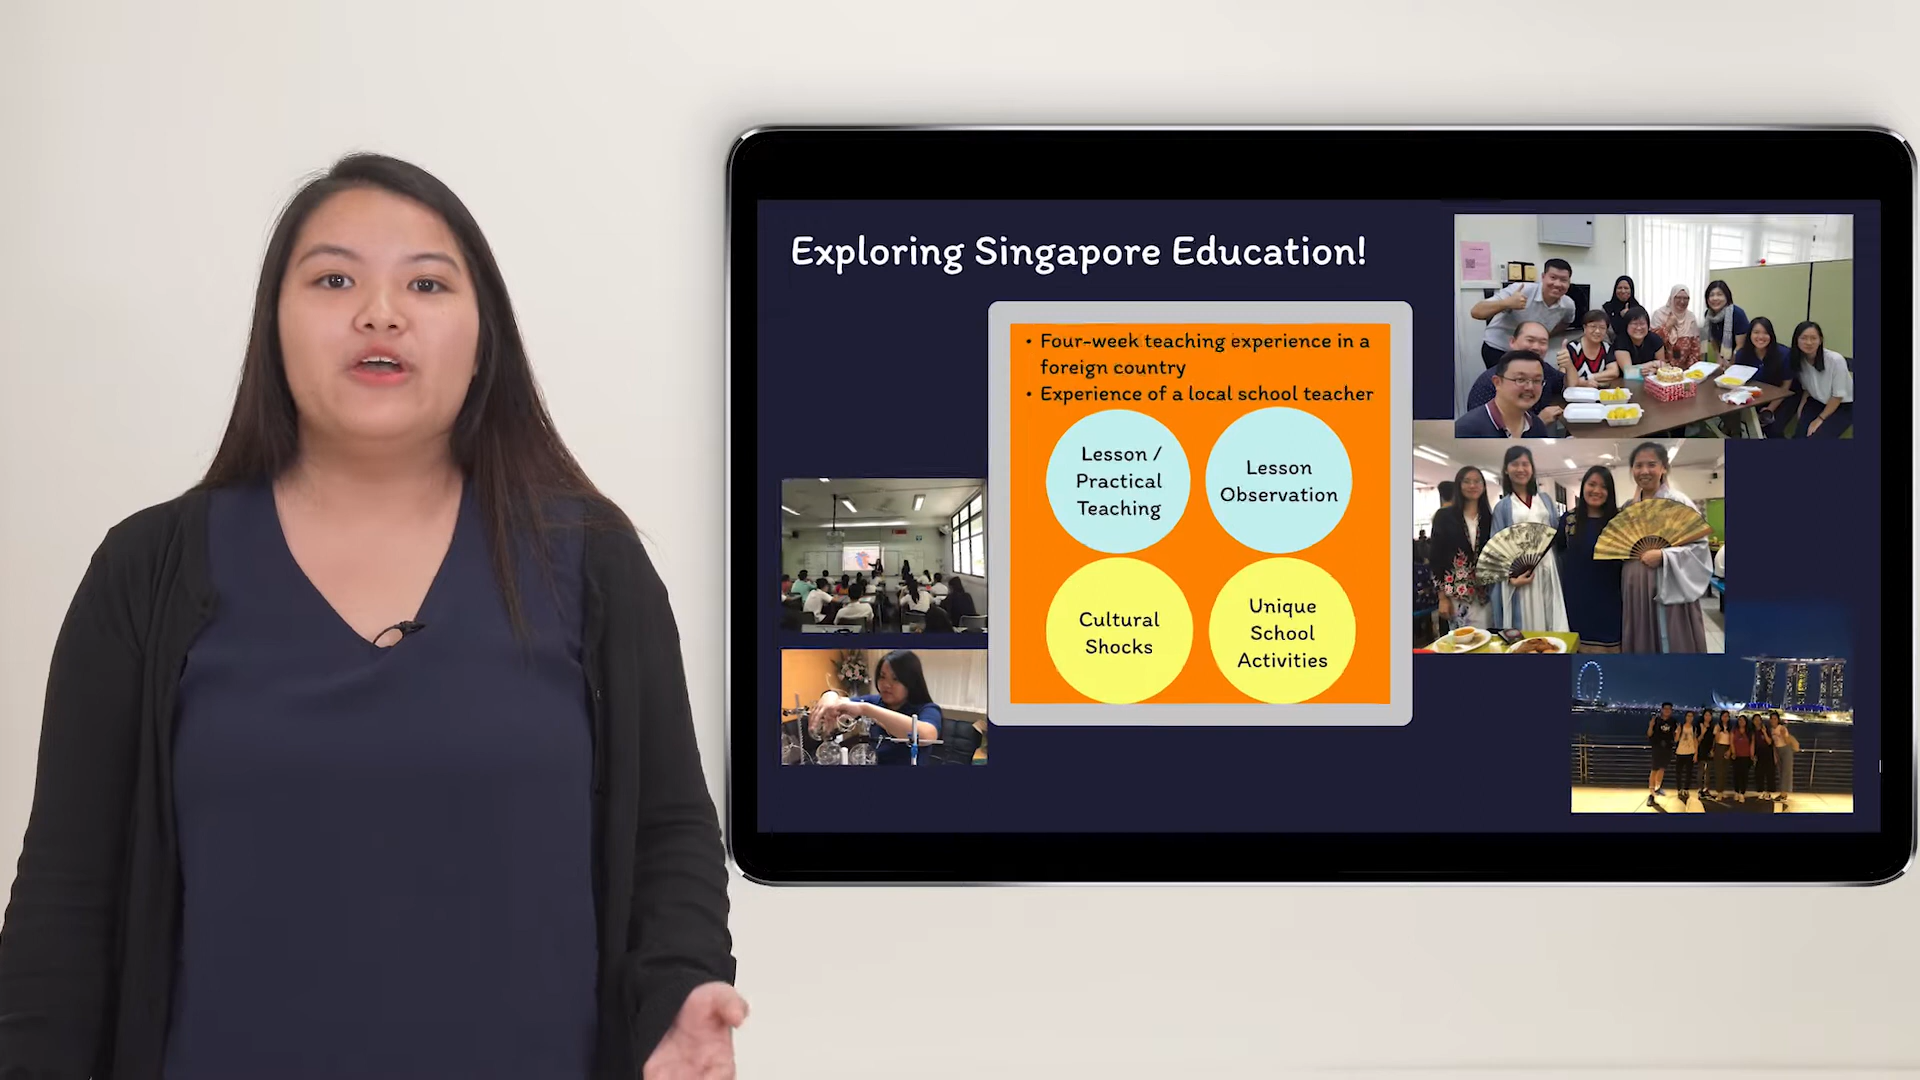 Exploring Singapore Education!
• Four-week teaching experience in a
foreign country
• Experience of a local school teacher
Lesson /
Practical
Teaching
Lesson
Observation
Cultural
Shocks
Unique
School
Activities